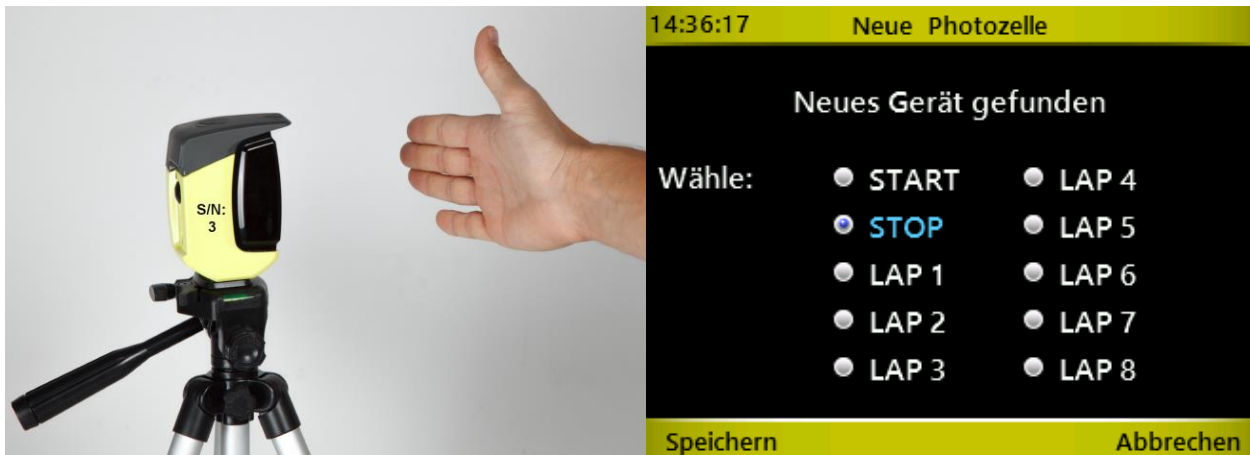 S/N:
3
14:36:17 Neue Photozelle
Neues Gerät gefunden
Wähle:
START
STOP
LAP 1
LAP 2
LAP 3
LAP 4
LAP 5
LAP 6
LAP 7
LAP 8
Speichern Abbrechen